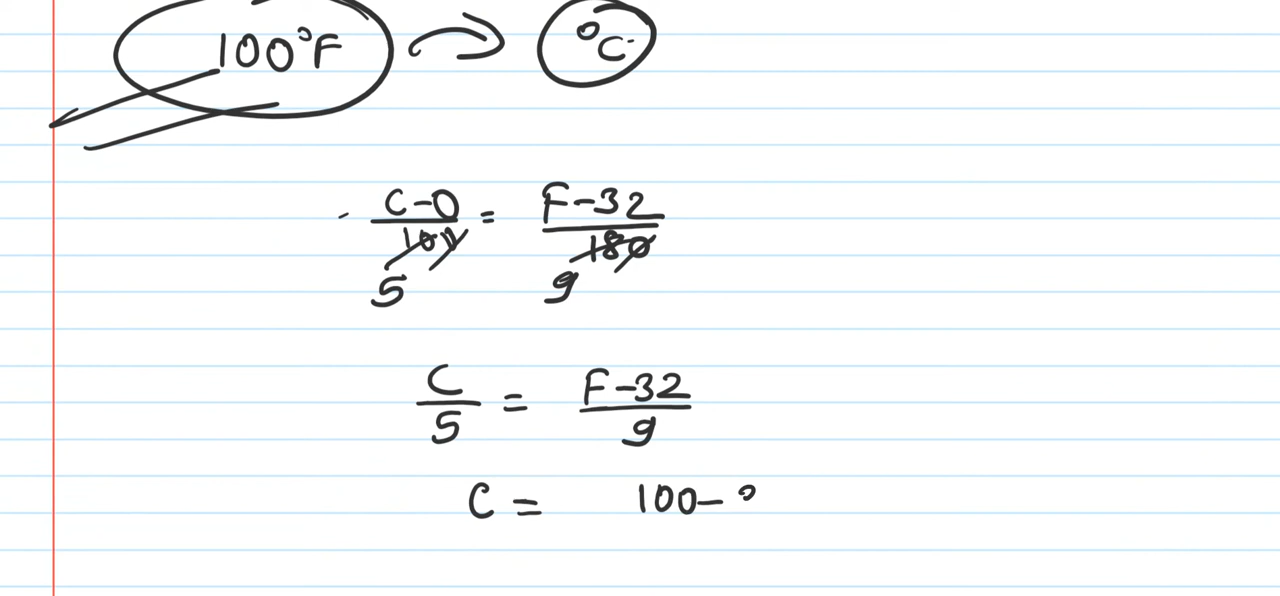 100°F °C
C-0 = F-32
100 180
5 9
C = F-32
5 9
C = 100-